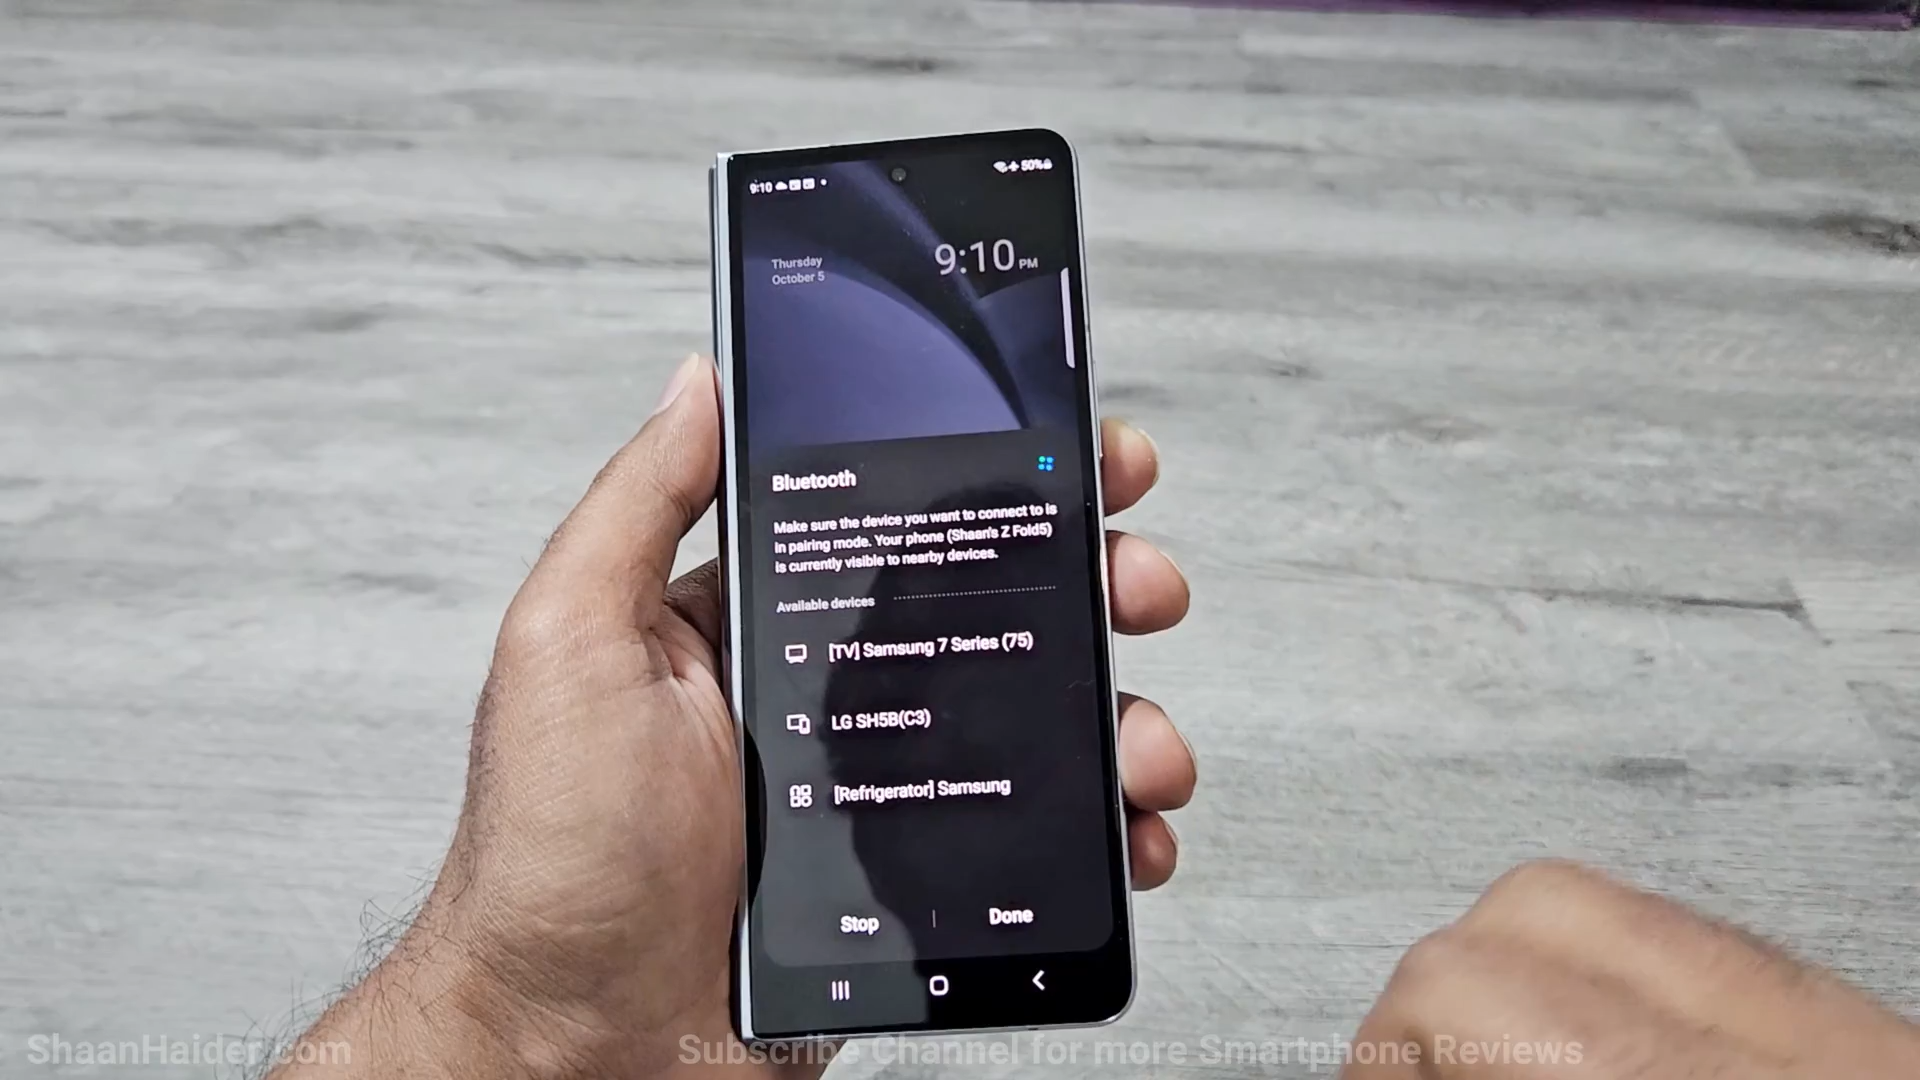 9:10
50%
Thursday
October 5
9:10 PM
Bluetooth
Make sure the device you want to connect to is
in pairing mode. Your phone (Shaan's Z Fold5)
is currently visible to nearby devices.
Available devices
[TV] Samsung 7 Series (75)
LG SH5B(C3)
[Refrigerator] Samsung
Stop | Done
ShaanHaider.com
Subscribe Channel for more Smartphone Reviews